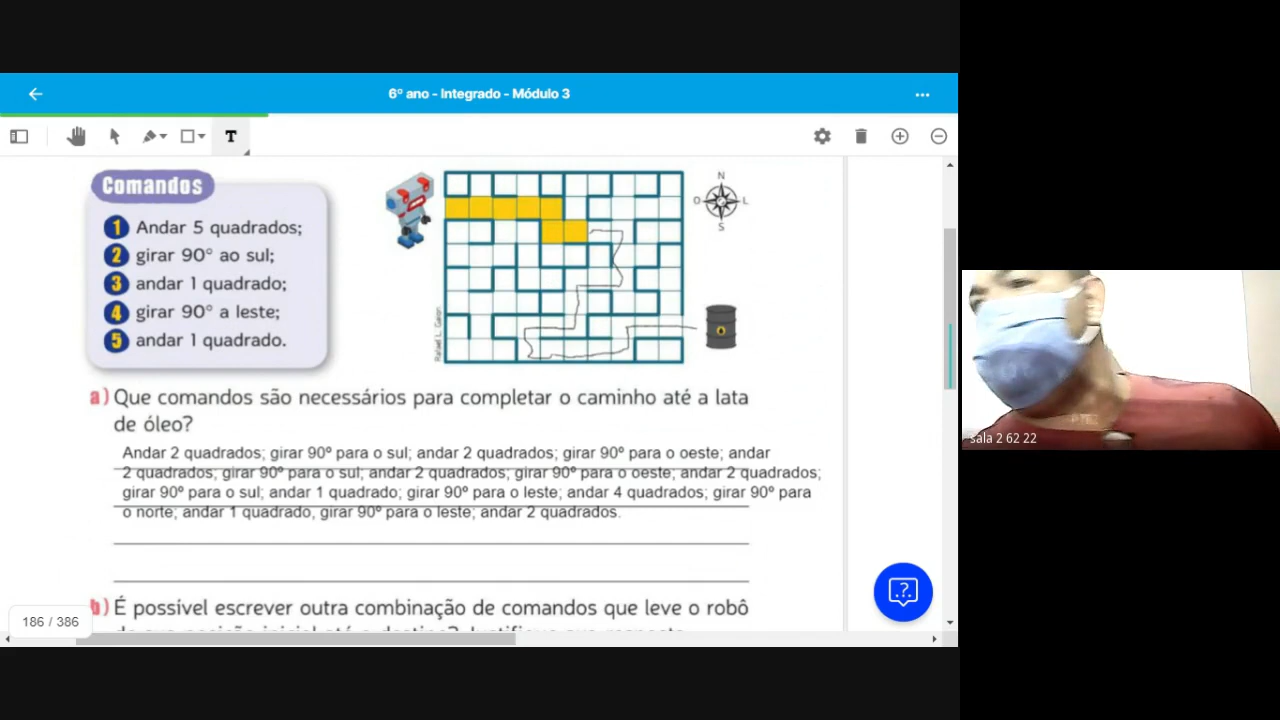 6º ano - Integrado - Módulo 3
T
Comandos
1 Andar 5 quadrados;
2 girar 90° ao sul;
3 andar 1 quadrado;
4 girar 90° a leste;
5 andar 1 quadrado.
N
O
L
S
Rafael L. Gaion
a) Que comandos são necessários para completar o caminho até a lata
de óleo?
Andar 2 quadrados; girar 90º para o sul; andar 2 quadrados; girar 90º para o oeste; andar
2 quadrados; girar 90º para o sul; andar 2 quadrados; girar 90º para o oeste; andar 2 quadrados;
girar 90º para o sul; andar 1 quadrado; girar 90º para o leste; andar 4 quadrados; girar 90º para
o norte; andar 1 quadrado, girar 90º para o leste; andar 2 quadrados.
b) É possível escrever outra combinação de comandos que leve o robô
186 / 386
sala 2 62 22